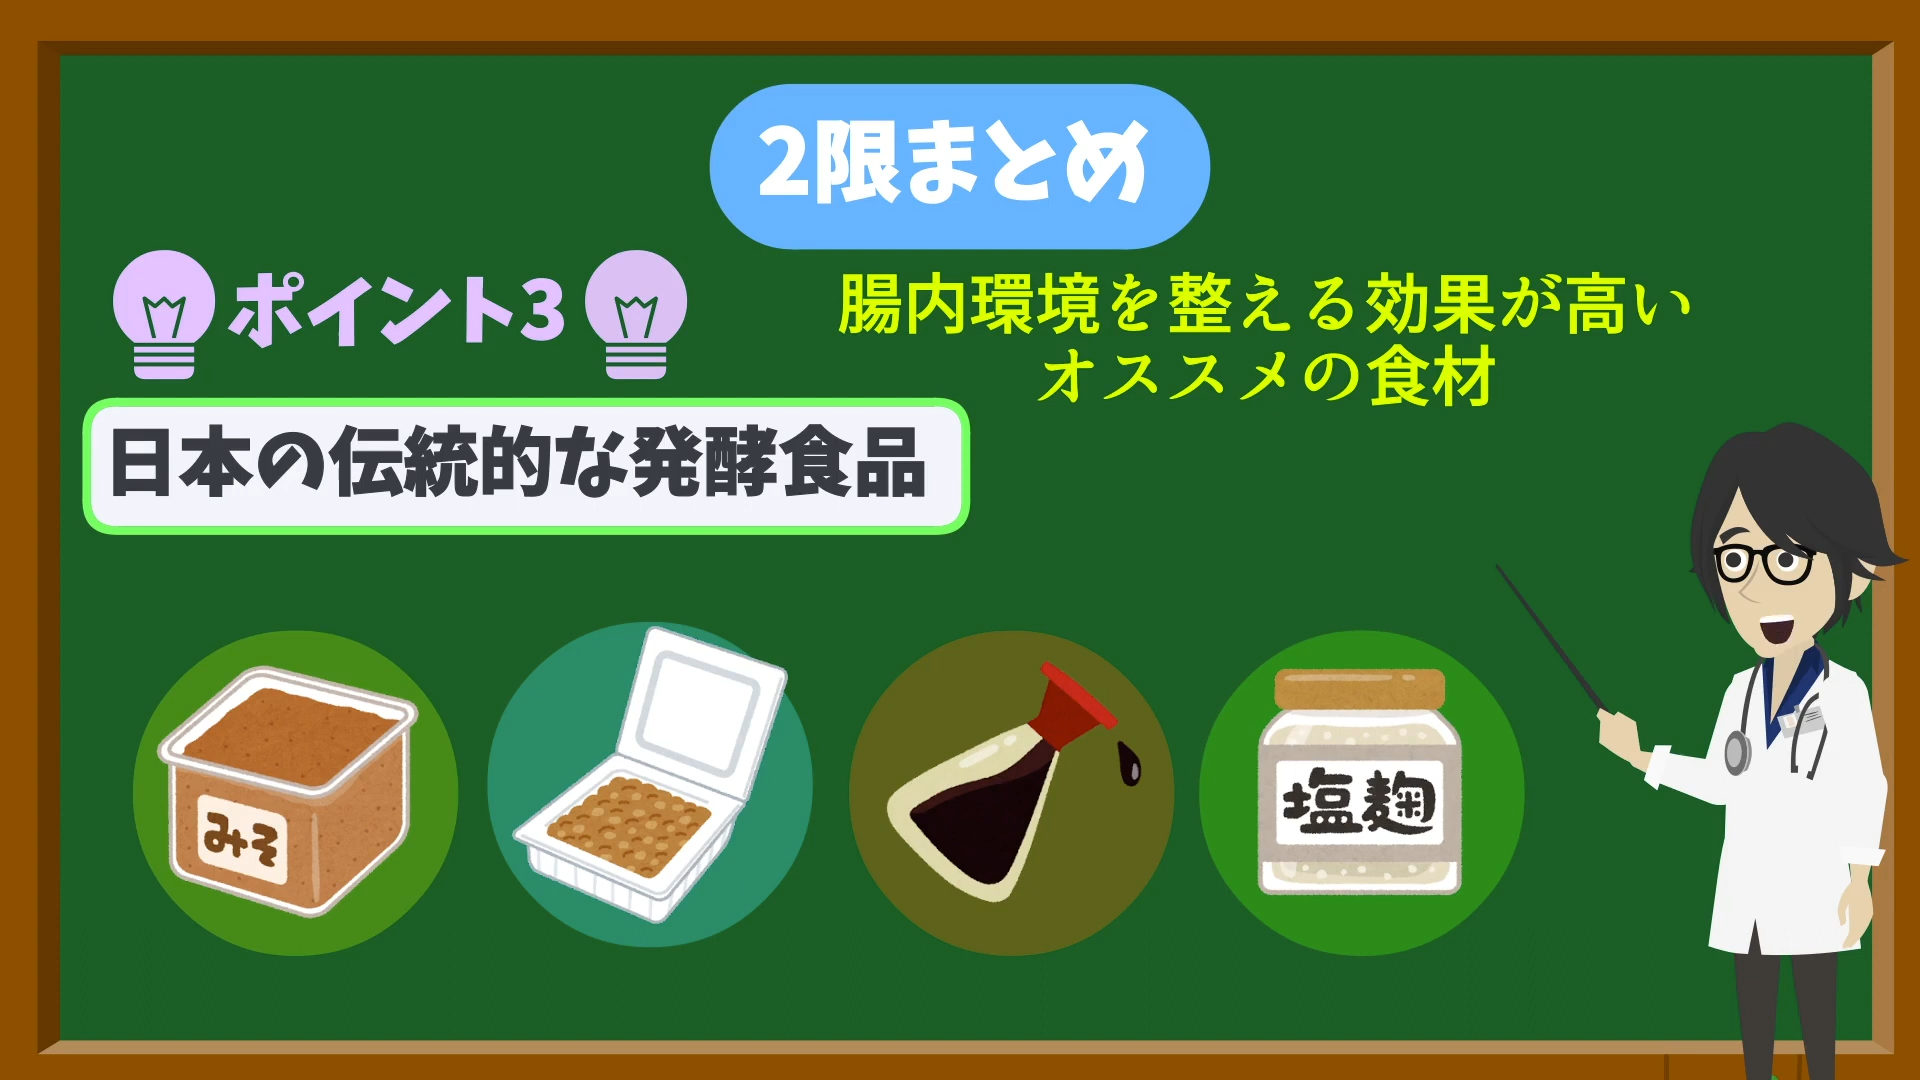 2限まとめ
ポイント3
腸内環境を整える効果が高い
オススメの食材
日本の伝統的な発酵食品
みそ
塩麹